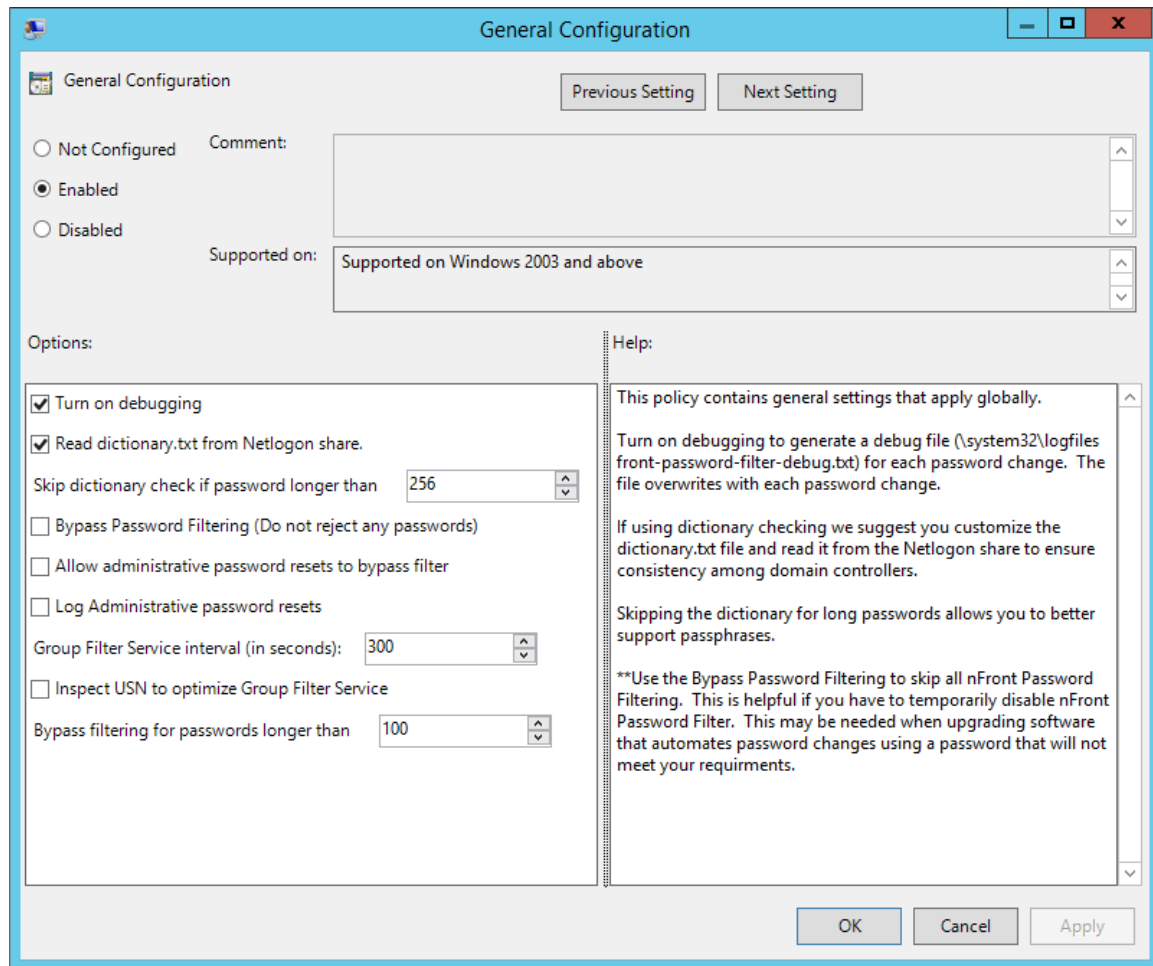 General Configuration
General Configuration
Previous Setting
Next Setting
Not Configured
Comment:
Enabled
Disabled
Supported on:
Supported on Windows 2003 and above
Options:
Help:
Turn on debugging
Read dictionary.txt from Netlogon share.
Skip dictionary check if password longer than 256
Bypass Password Filtering (Do not reject any passwords)
Allow administrative password resets to bypass filter
Log Administrative password resets
Group Filter Service interval (in seconds): 300
Inspect USN to optimize Group Filter Service
Bypass filtering for passwords longer than 100
This policy contains general settings that apply globally.
Turn on debugging to generate a debug file (\system32\logfiles
front-password-filter-debug.txt) for each password change. The
file overwrites with each password change.
If using dictionary checking we suggest you customize the
dictionary.txt file and read it from the Netlogon share to ensure
consistency among domain controllers.
Skipping the dictionary for long passwords allows you to better
support passphrases.
**Use the Bypass Password Filtering to skip all nFront Password
Filtering. This is helpful if you have to temporarily disable nFront
Password Filter. This may be needed when upgrading software
that automates password changes using a password that will not
meet your requirments.
OK
Cancel
Apply